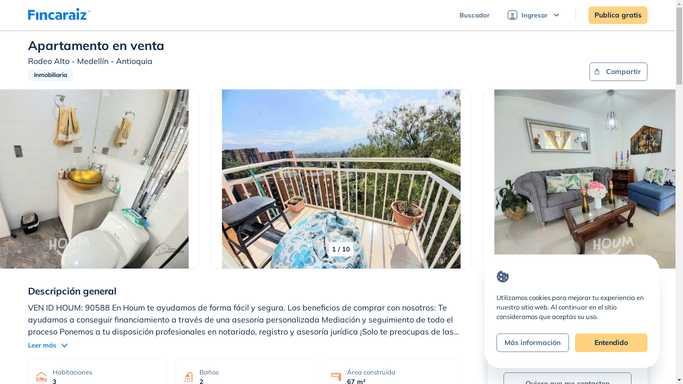 Fincaraíz
Buscador
Ingresar
Publica gratis
Apartamento en venta
Rodeo Alto - Medellín - Antioquia
Inmobiliaria
Compartir
HOUM
1 / 10
HOUM
Descripción general
VEN ID HOUM: 90588 En Houm te ayudamos de forma fácil y segura. Los beneficios de comprar con nosotros: Te
ayudamos a conseguir financiamiento a través de una asesoría personalizada Mediación y seguimiento de todo el
proceso Ponemos a tu disposición profesionales en notariado, registro y asesoría jurídica ¡Solo te preocupas de las...
Leer más
Habitaciones
3
Baños
2
Área construida
67 m²
Utilizamos cookies para mejorar tu experiencia en
nuestro sitio web. Al continuar en el sitio
consideramos que aceptas su uso.
Más información
Entendido
Quiero que me contacten